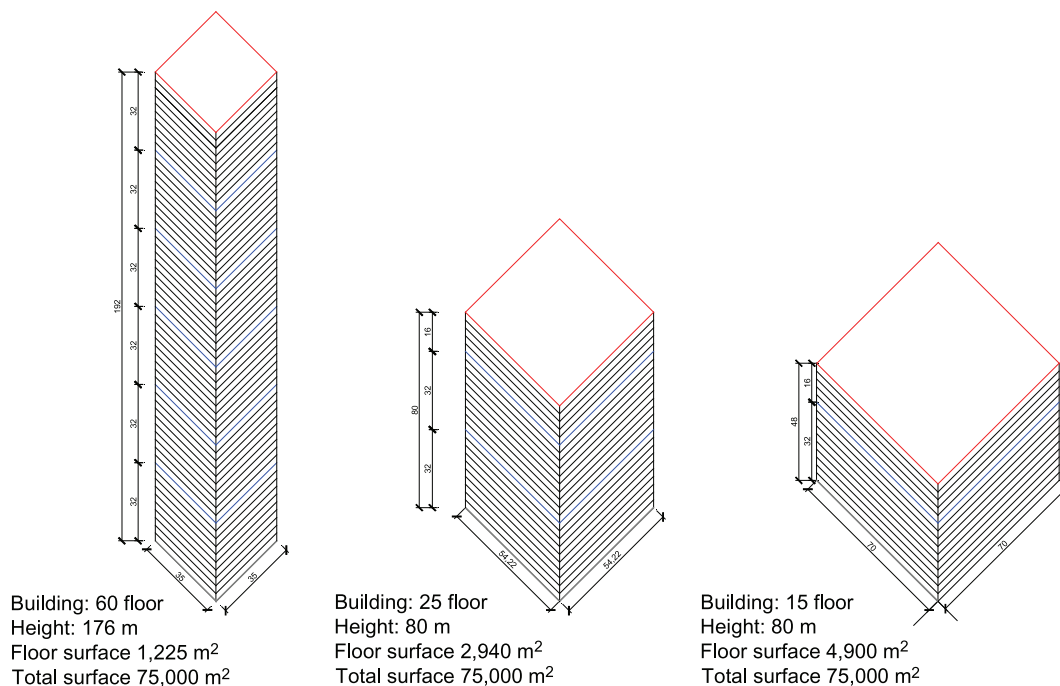 32
32
32
32
32
32
192
35
35
Building: 60 floor
Height: 176 m
Floor surface 1,225 m²
Total surface 75,000 m²
16
32
32
80
54,22
54,22
Building: 25 floor
Height: 80 m
Floor surface 2,940 m²
Total surface 75,000 m²
16
32
48
70
70
Building: 15 floor
Height: 80 m
Floor surface 4,900 m²
Total surface 75,000 m²